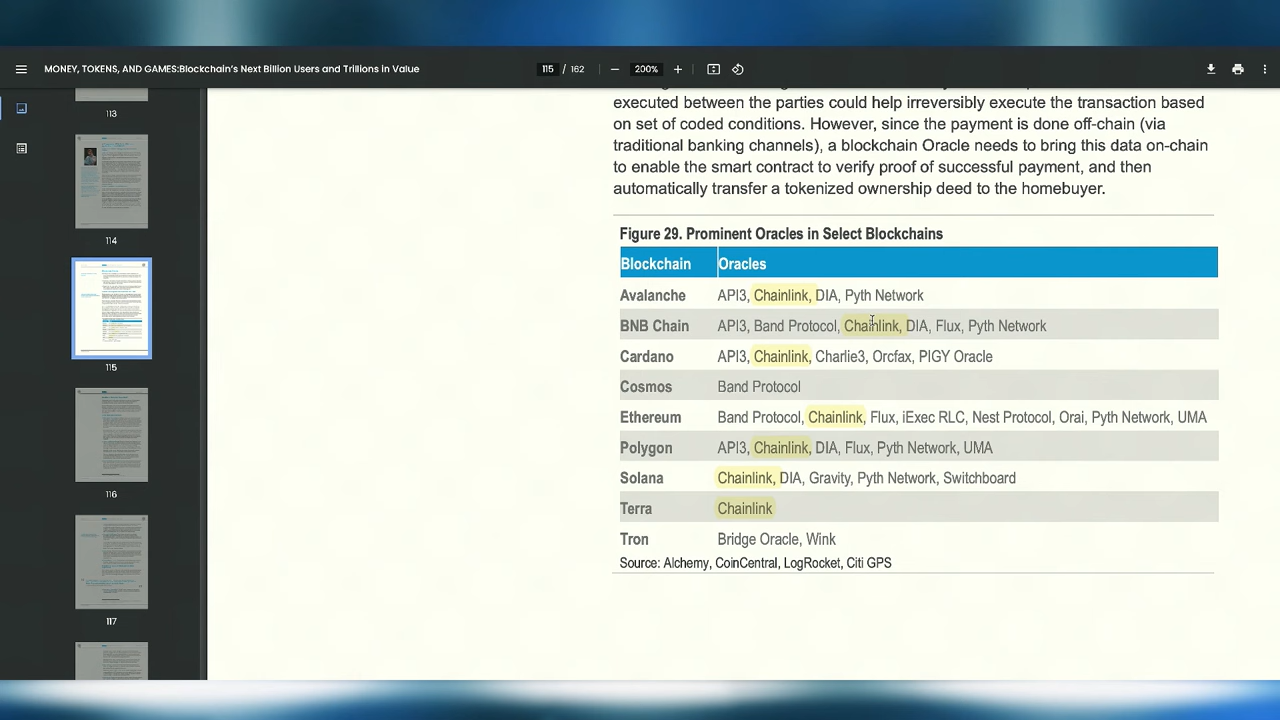 MONEY, TOKENS, AND GAMES:Blockchain's Next Billion Users and Trillions in Value
115 / 162
200%
113
114
115
116
117
executed between the parties could help irreversibly execute the transaction based
on set of coded conditions. However, since the payment is done off-chain (via
traditional banking channels), a blockchain Oracle needs to bring this data on-chain
to enable the smart contract to verify proof of successful payment, and then
automatically transfer a tokenized ownership deed to the homebuyer.
Figure 29. Prominent Oracles in Select Blockchains
Blockchain Oracles
Avalanche API3, Chainlink, DIA, Pyth Network
BNB Chain API3, Band Protocol, Chainlink, DIA, Flux, Pyth Network
Cardano API3, Chainlink, Charlie3, Orcfax, PIGY Oracle
Cosmos Band Protocol
Ethereum Band Protocol, Chainlink, Flux, iExec RLC, Nest Protocol, Orai, Pyth Network, UMA
Polygon API3, Chainlink, DIA, Flux, Pyth Network, UMA
Solana Chainlink, DIA, Gravity, Pyth Network, Switchboard
Terra Chainlink
Tron Bridge Oracle, Wink
Source: Alchemy, CoinCentral, LogRocket, Citi GPS